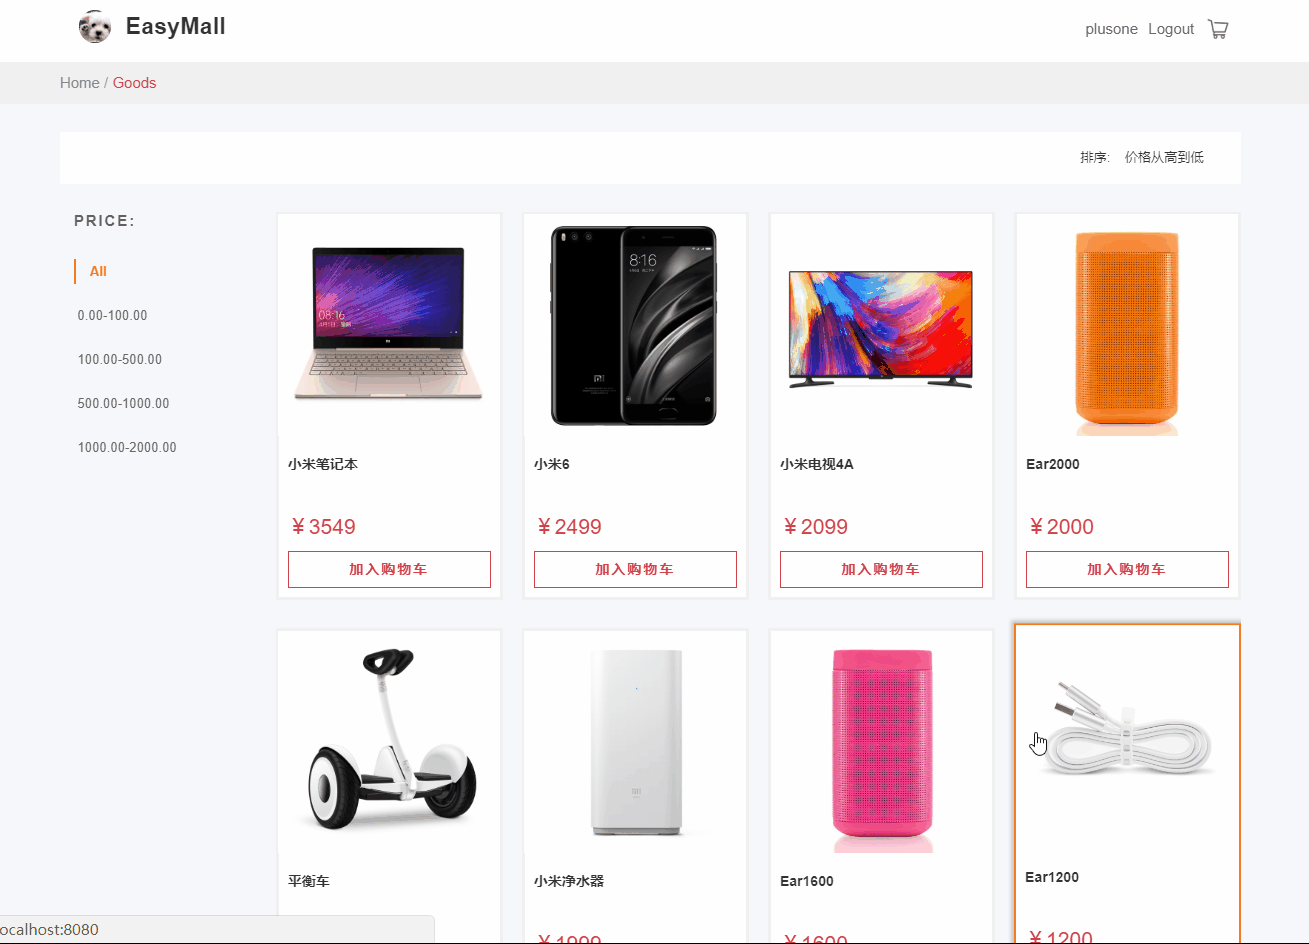 EasyMall
plusone Logout
Home / Goods
排序: 价格从高到低
PRICE:
All
0.00-100.00
100.00-500.00
500.00-1000.00
1000.00-2000.00
08:16
8:16
小米笔记本
小米6
小米电视4A
Ear2000
¥ 3549
¥ 2499
¥ 2099
¥ 2000
加入购物车
加入购物车
加入购物车
加入购物车
平衡车
小米净水器
Ear1600
Ear1200
¥ 1999
¥ 1600
¥ 1200
ocalhost:8080